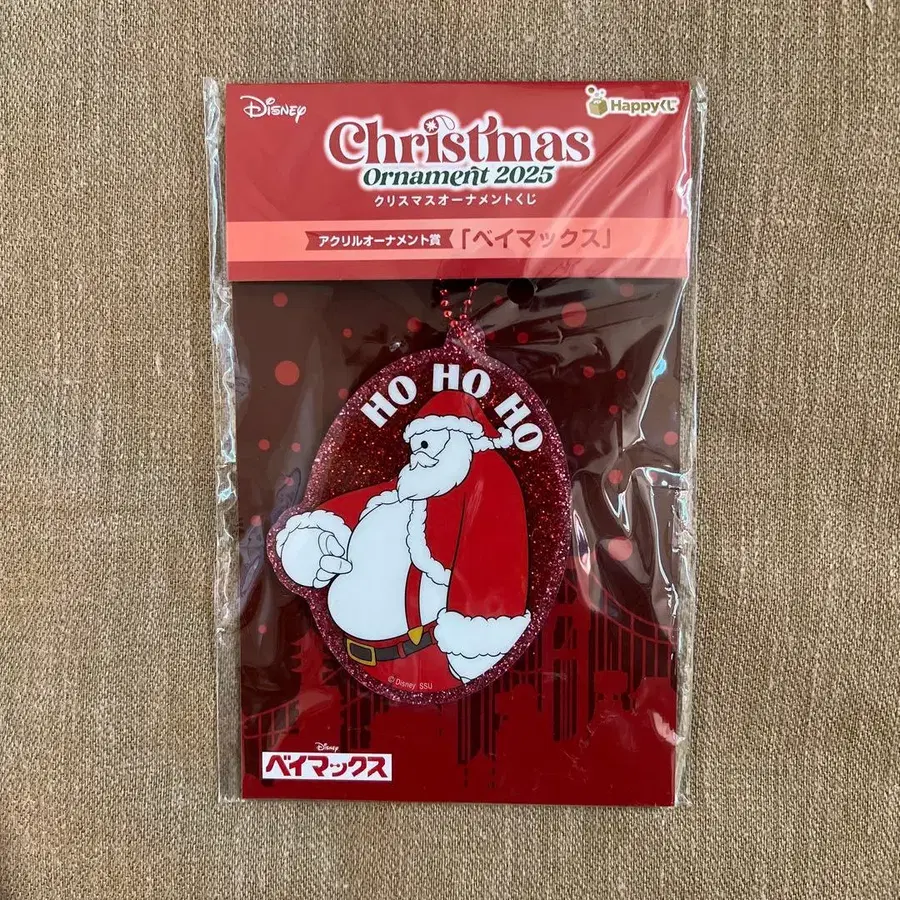 Disney
Happyくじ
Christmas
Ornament 2025
クリスマスオーナメントくじ
アクリルオーナメント賞 「ベイマックス」
HO HO HO
© Disney SSU
Disney
ベイマックス